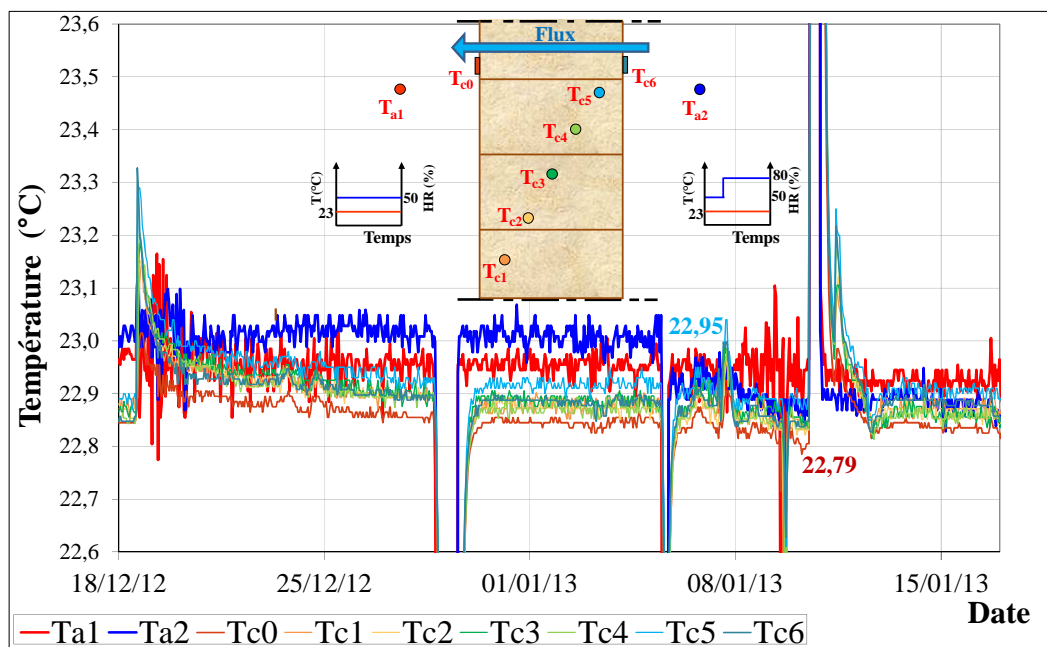 23,6
23,5
23,4
23,3
23,2
23,1
23,0
22,9
22,8
22,7
22,6
Température (°C)
Flux
Tc0
Tc6
Ta1
Tc5
Ta2
Tc4
Tc3
Tc2
Tc1
T(°C)
23
50
HR (%)
Temps
T(°C)
23
80
50
HR (%)
Temps
22,95
22,79
18/12/12 25/12/12 01/01/13 08/01/13 15/01/13
Date
Ta1 Ta2 Tc0 Tc1 Tc2 Tc3 Tc4 Tc5 Tc6